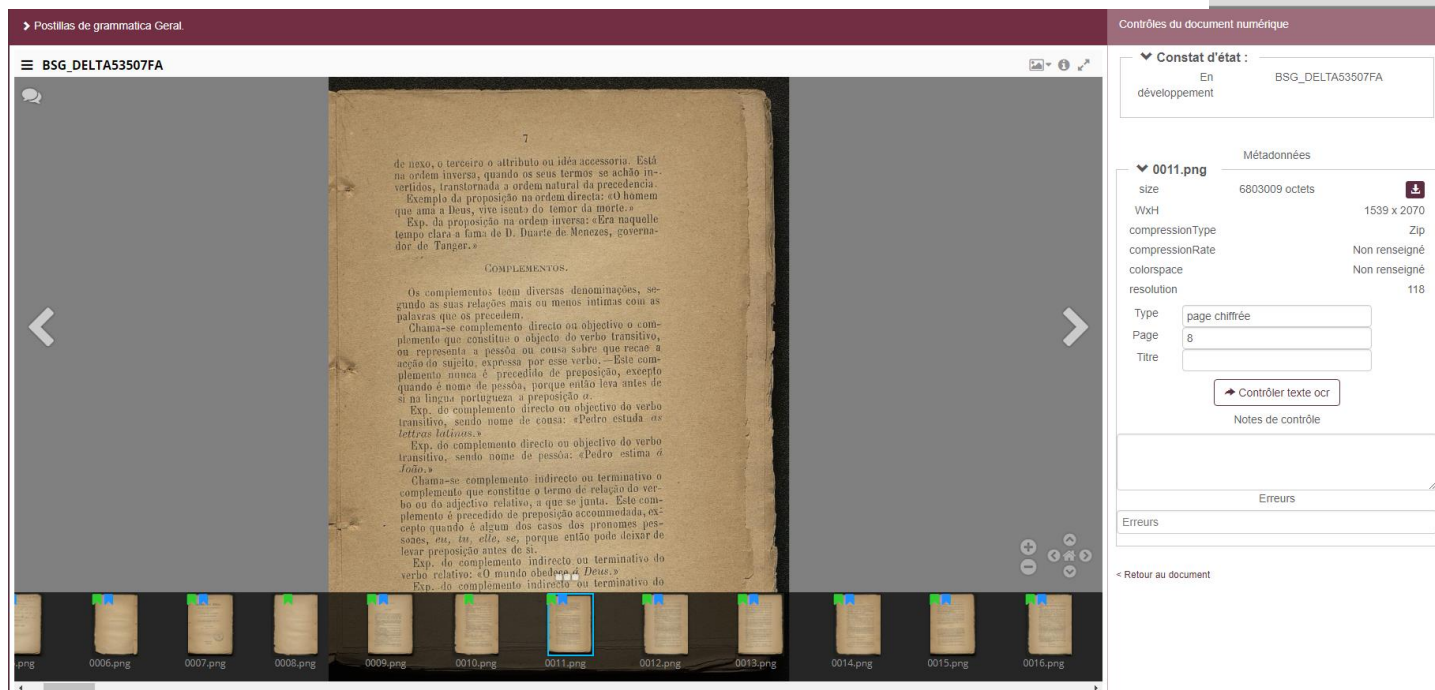 Postillas de grammatica Geral.
Contrôles du document numérique
BSG_DELTA53507FA
7
de nexo, o terceiro o attributo ou idéa accessoria. Está
na ordem inversa, quando os seus termos se achão in-
vertidos, transtornada a ordem natural da precedencia.
Exemplo da proposição na ordem directa: «O homem
que ama a Deus, vive isento do temor da morte.»
Exp. da proposição na ordem inversa: «Era naquelle
tempo clara a fama de D. Duarte de Menezes, governa-
dor de Tanger.»
COMPLEMENTOS.
Os complementos teem diversas denominações, se-
gundo as suas relações mais ou menos intimas com as
palavras que os precedem.
Chama-se complemento directo ou objectivo o com-
plemento que constitue o objecto do verbo transitivo,
ou representa a pessôa ou cousa sobre que recae a
acção do sujeito, expressa por esse verbo.—Este com-
plemento nunca é precedido de preposição, excepto
quando é nome de pessôa, porque então leva antes de
si na lingua portugueza a preposição a.
Exp. do complemento directo ou objectivo do verbo
transitivo, sendo nome de cousa: «Pedro estuda as
lettras latinas.»
Exp. do complemento directo ou objectivo do verbo
transitivo, sendo nome de pessôa: «Pedro estima a
João.»
Chama-se complemento indirecto ou terminativo o
complemento que constitue o termo de relação do ver-
bo ou do adjectivo relativo, a que se junta. Este com-
plemento é precedido de preposição accommodada, ex-
cepto quando é algum dos casos dos pronomes pes-
soaes, eu, tu, elle, se, porque então pode deixar de
levar preposição antes de si.
Exp. do complemento indirecto ou terminativo do
verbo relativo: «O mundo obedece a Deus.»
Exp. do complemento indirecto ou terminativo do
.png 0006.png 0007.png 0008.png 0009.png 0010.png 0011.png 0012.png 0013.png 0014.png 0015.png 0016.png
Constat d'état :
En développement BSG_DELTA53507FA
Métadonnées
0011.png
size 6803009 octets
WxH 1539 x 2070
compressionType Zip
compressionRate Non renseigné
colorspace Non renseigné
resolution 118
Type page chiffrée
Page 8
Titre
Contrôler texte ocr
Notes de contrôle
Erreurs
Erreurs
< Retour au document